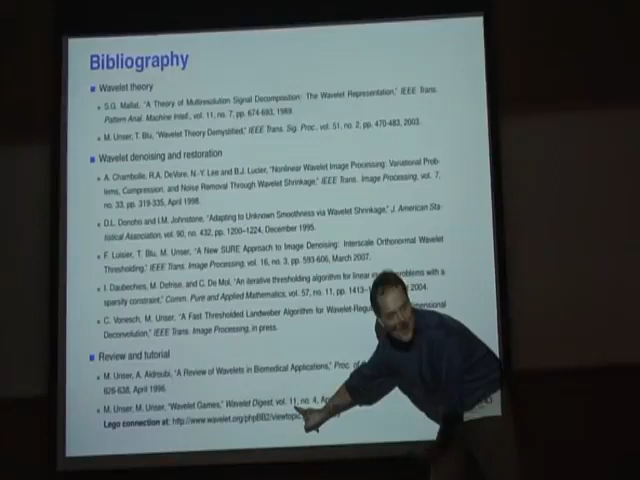 Bibliography
Wavelet theory
S.G. Mallat, "A Theory of Multiresolution Signal Decomposition: The Wavelet Representation," IEEE Trans.
Pattern Anal. Machine Intell., vol. 11, no. 7, pp. 674-693, 1989.
M. Unser, T. Blu, "Wavelet Theory Demystified," IEEE Trans. Sig. Proc., vol. 51, no. 2, pp. 470-483, 2003.
Wavelet denoising and restoration
A. Chambolle, R.A. DeVore, N.-Y. Lee and B.J. Lucier, "Nonlinear Wavelet Image Processing: Variational Prob-
lems, Compression, and Noise Removal Through Wavelet Shrinkage," IEEE Trans. Image Processing, vol. 7,
no. 33, pp. 319-335, April 1998.
D.L. Donoho and I.M. Johnstone, "Adapting to Unknown Smoothness via Wavelet Shrinkage," J. American Sta-
tistical Association, vol. 90, no. 432, pp. 1200–1224, December 1995.
F. Luisier, T. Blu, M. Unser, "A New SURE Approach to Image Denoising: Interscale Orthonormal Wavelet
Thresholding," IEEE Trans. Image Processing, vol. 16, no. 3, pp. 593-606, March 2007.
I. Daubechies, M. Defrise, and C. De Mol, "An iterative thresholding algorithm for linear with a
sparsity constraint," Comm. Pure and Applied Mathematics, vol. 57, no. 11, pp. 1413– 2004.
C. Vonesch, M. Unser, "A Fast Thresholded Landweber Algorithm for
Deconvolution," IEEE Trans. Image Processing, in press.
Review and tutorial
M. Unser, A. Aldroubi, "A Review of Wavelets in Biomedical Applications," Proc. of
626-638, April 1996.
M. Unser, M. Unser, "Wavelet Games," Wavelet Digest, vol. 11, no. 4,
Lego connection at: http://www.wavelet.org/phpBB2/viewtopic